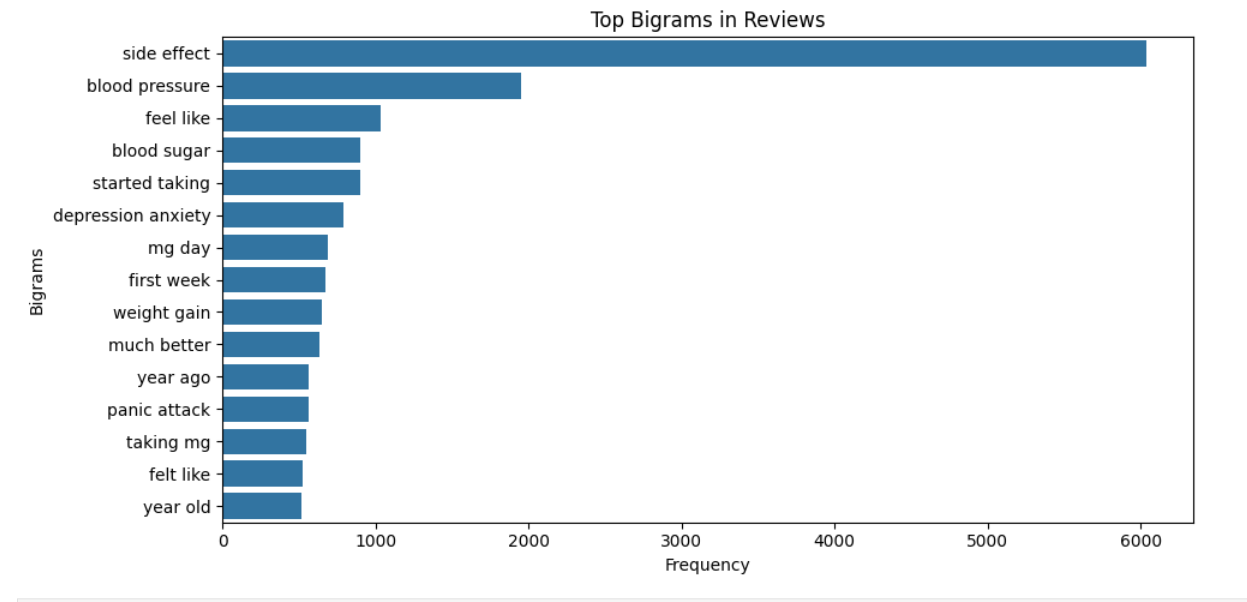 Top Bigrams in Reviews
side effect
blood pressure
feel like
blood sugar
started taking
depression anxiety
mg day
first week
weight gain
much better
year ago
panic attack
taking mg
felt like
year old
Bigrams
0 1000 2000 3000 4000 5000 6000
Frequency